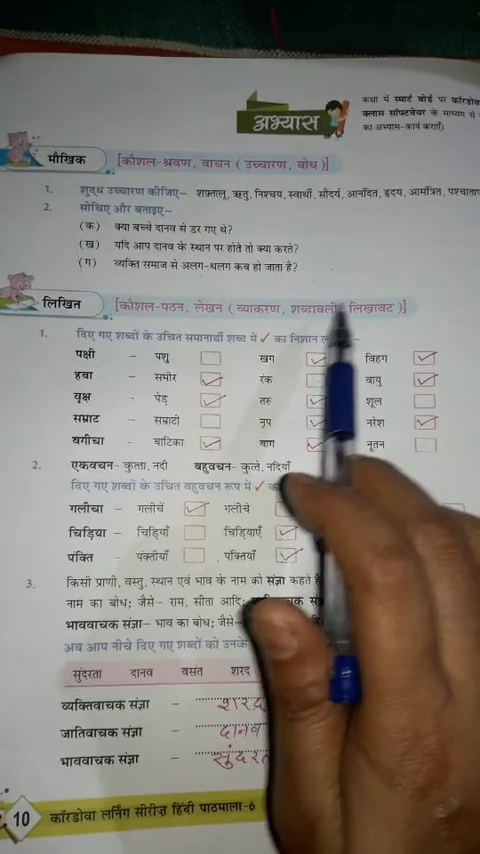 कक्षा में स्मार्ट बोर्ड पर कॉरडोवा
क्लास सॉफ्टवेयर के माध्यम से
का अभ्यास-कार्य कराएँ।
अभ्यास
मौखिक [कौशल-श्रवण, वाचन ( उच्चारण, बोध)]
1. शुद्ध उच्चारण कीजिए– शफ़्तालू, ऋतु, निश्चय, स्वार्थी, सौंदर्य, आनंदित, हृदय, आमंत्रित, पश्चाताप
2. सोचिए और बताइए–
(क) क्या बच्चे दानव से डर गए थे?
(ख) यदि आप दानव के स्थान पर होते तो क्या करते?
(ग) व्यक्ति समाज से अलग-थलग कब हो जाता है?
लिखित [कौशल-पठन, लेखन ( व्याकरण, शब्दावली, लिखावट )]
1. दिए गए शब्दों के उचित समानार्थी शब्द में ✓ का निशान
पक्षी – पशु खग ✓ विहग ✓
हवा – समीर ✓ रंक वायु ✓
वृक्ष – पेड़ ✓ तरु ✓ शूल
सम्राट – सम्राटी नृप ✓ नरेश ✓
बगीचा – वाटिका ✓ बाग ✓ नूतन
2. एकवचन– कुत्ता, नदी बहुवचन– कुत्ते, नदियाँ
दिए गए शब्दों के उचित बहुवचन रूप में ✓
गलीचा – गलीचे ✓ गलीचें
चिड़िया – चिड़ियाँ चिड़ियाएँ ✓
पंक्ति – पंक्तीयाँ पंक्तियाँ ✓
3. किसी प्राणी, वस्तु, स्थान एवं भाव के नाम को संज्ञा कहते
नाम का बोध; जैसे– राम, सीता आदि;
भाववाचक संज्ञा– भाव का बोध; जैसे–
अब आप नीचे दिए गए शब्दों को उनके
सुंदरता दानव वसंत शरद
व्यक्तिवाचक संज्ञा – शरद
जातिवाचक संज्ञा – दानव
भाववाचक संज्ञा –
10 कॉरडोवा लर्निंग सीरीज़ हिंदी पाठमाला-6